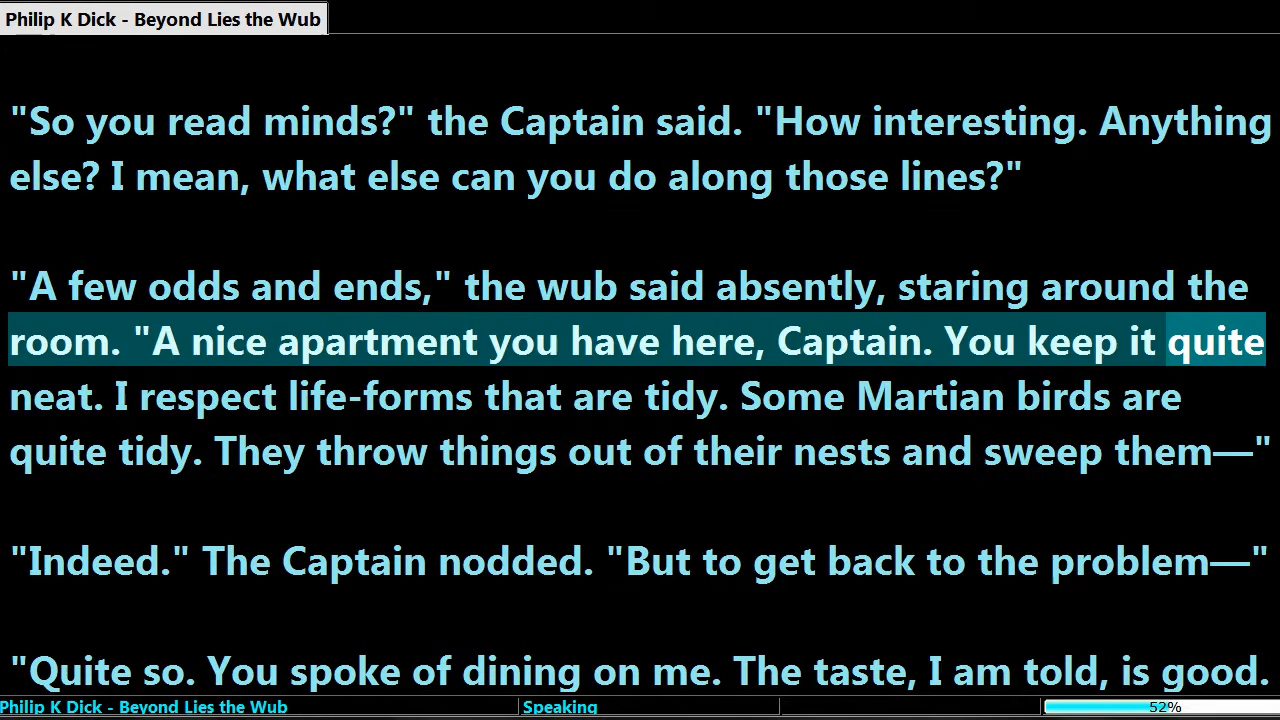 Philip K Dick - Beyond Lies the Wub
"So you read minds?" the Captain said. "How interesting. Anything
else? I mean, what else can you do along those lines?"
"A few odds and ends," the wub said absently, staring around the
room. "A nice apartment you have here, Captain. You keep it quite
neat. I respect life-forms that are tidy. Some Martian birds are
quite tidy. They throw things out of their nests and sweep them—"
"Indeed." The Captain nodded. "But to get back to the problem—"
"Quite so. You spoke of dining on me. The taste, I am told, is good.
Philip K Dick - Beyond Lies the Wub Speaking 52%